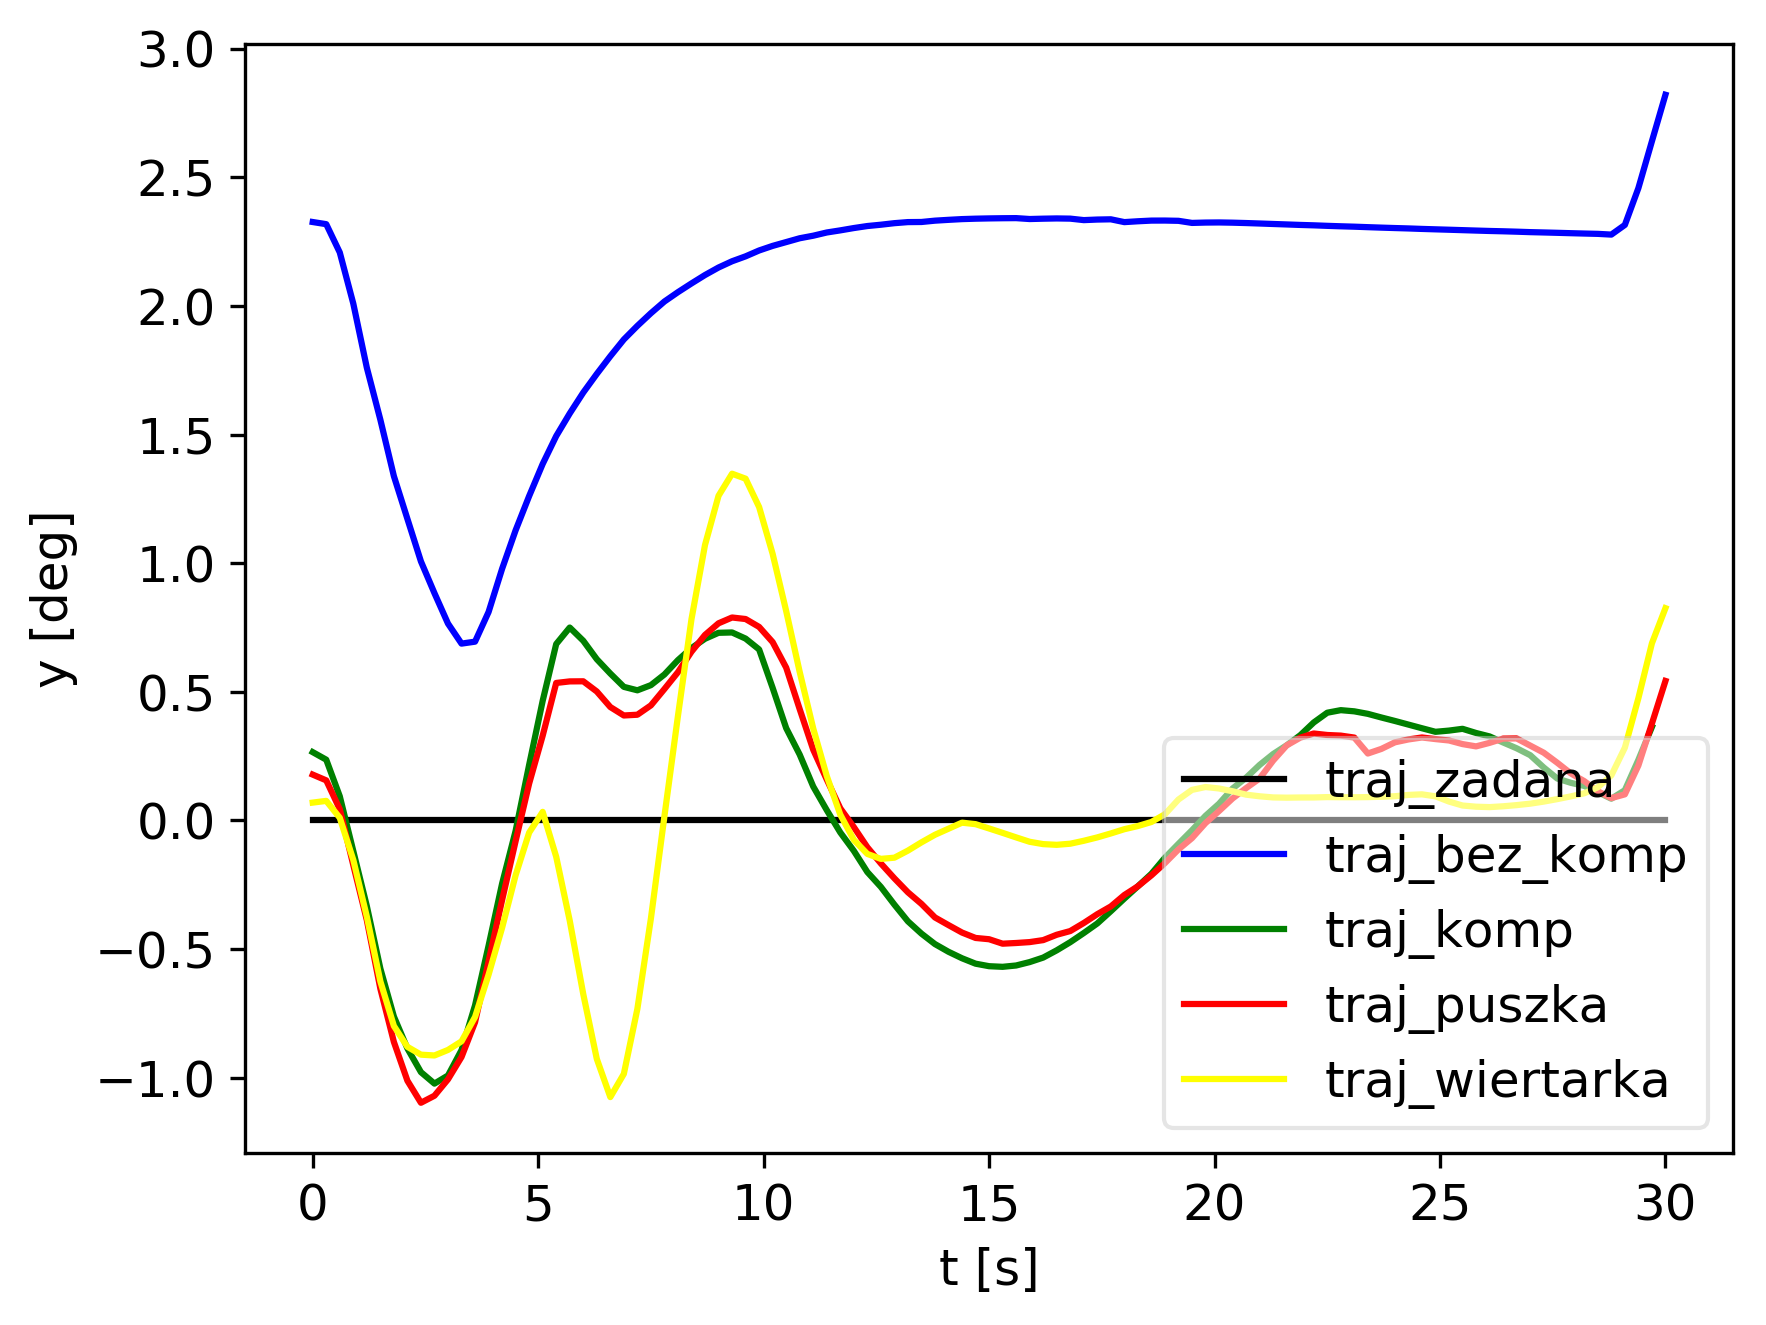 3.0
2.5
2.0
1.5
1.0
0.5
0.0
−0.5
−1.0
y [deg]
0 5 10 15 20 25 30
t [s]
traj_zadana
traj_bez_komp
traj_komp
traj_puszka
traj_wiertarka